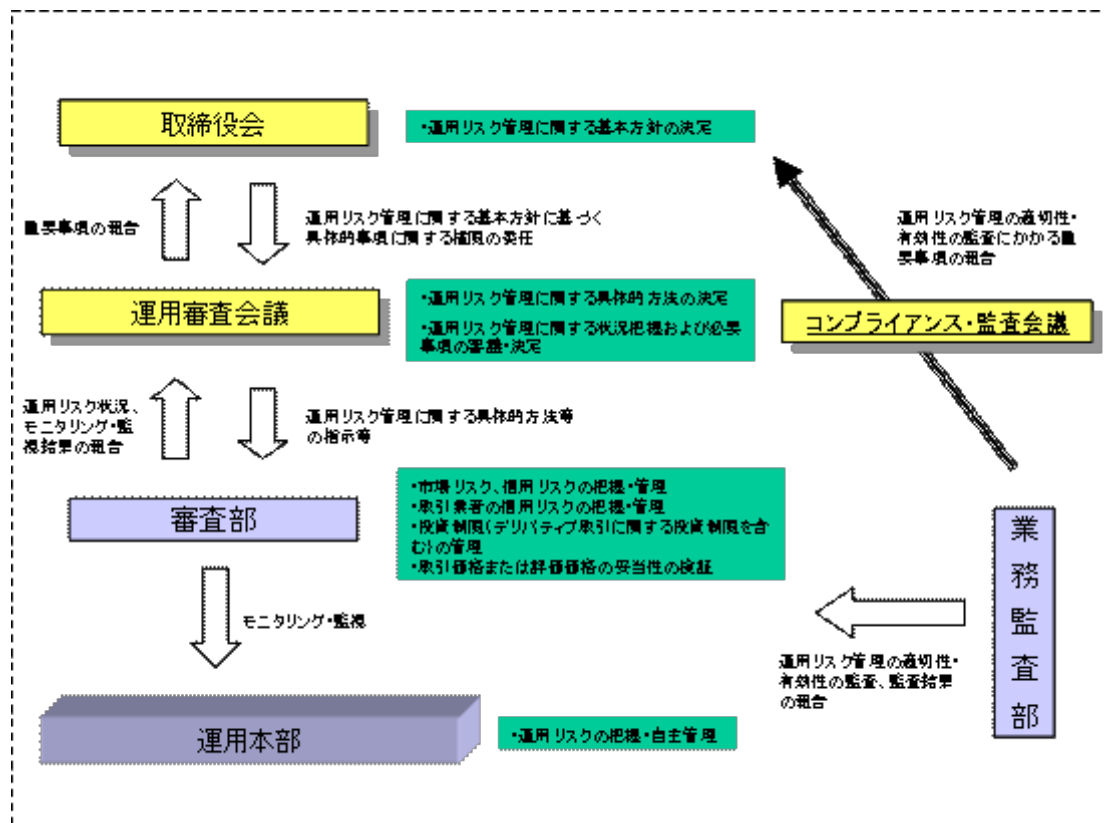 取締役会
・運用リスク管理に関する基本方針の決定
重要事項の報告
運用リスク管理に関する基本方針に基づく
具体的事項に関する権限の委任
運用リスク管理の適切性・
有効性の監査にかかる重
要事項の報告
運用審査会議
・運用リスク管理に関する具体的方法の決定
・運用リスク管理に関する状況把握および必要
事項の審議・決定
コンプライアンス・監査会議
運用リスク状況、
モニタリング・監
視結果の報告
運用リスク管理に関する具体的方法等
の指示等
審査部
・市場リスク、信用リスクの把握・管理
・取引業者の信用リスクの把握・管理
・投資制限(デリバティブ取引に関する投資制限を含
む)の管理
・取引価格または評価価格の妥当性の検証
業務監査部
モニタリング・監視
運用リスク管理の適切性・
有効性の監査、監査結果
の報告
運用本部
・運用リスクの把握・自主管理